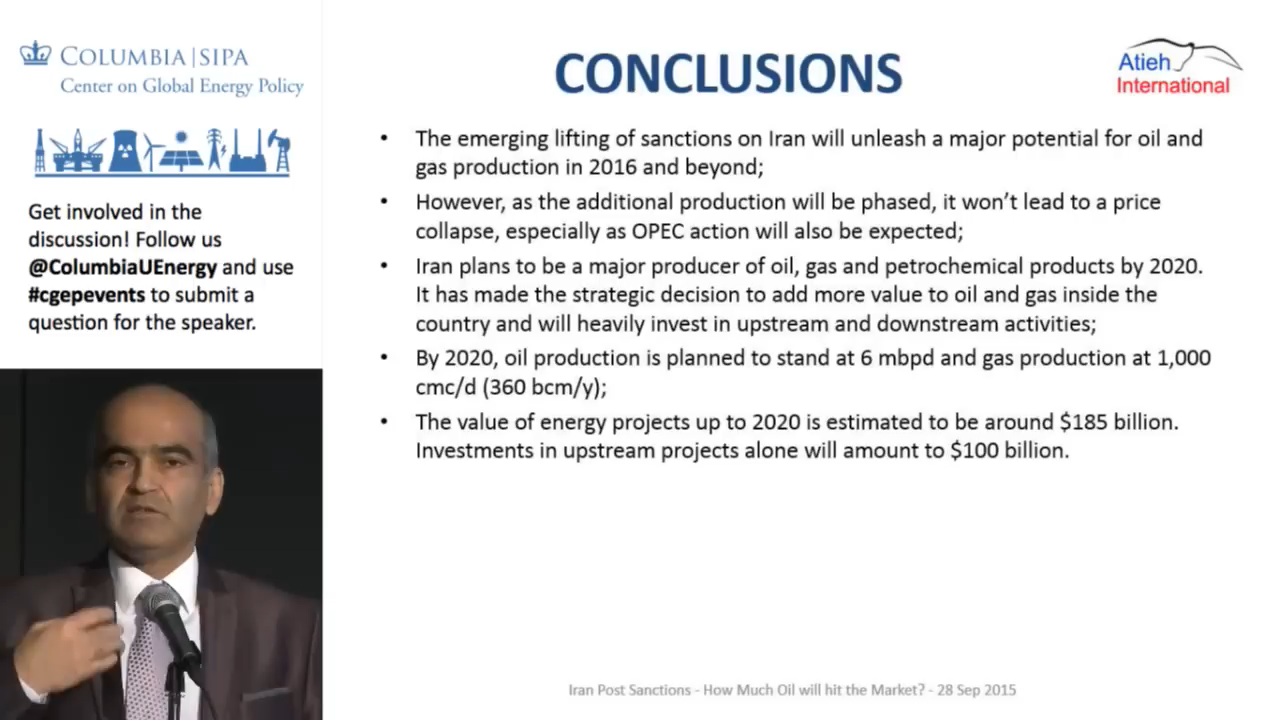 COLUMBIA | SIPA
Center on Global Energy Policy
Get involved in the
discussion! Follow us
@ColumbiaUEnergy and use
#cgepevents to submit a
question for the speaker.
CONCLUSIONS
Atieh
International
• The emerging lifting of sanctions on Iran will unleash a major potential for oil and
gas production in 2016 and beyond;
• However, as the additional production will be phased, it won't lead to a price
collapse, especially as OPEC action will also be expected;
• Iran plans to be a major producer of oil, gas and petrochemical products by 2020.
It has made the strategic decision to add more value to oil and gas inside the
country and will heavily invest in upstream and downstream activities;
• By 2020, oil production is planned to stand at 6 mbpd and gas production at 1,000
cmc/d (360 bcm/y);
• The value of energy projects up to 2020 is estimated to be around $185 billion.
Investments in upstream projects alone will amount to $100 billion.
Iran Post Sanctions - How Much Oil will hit the Market? - 28 Sep 2015